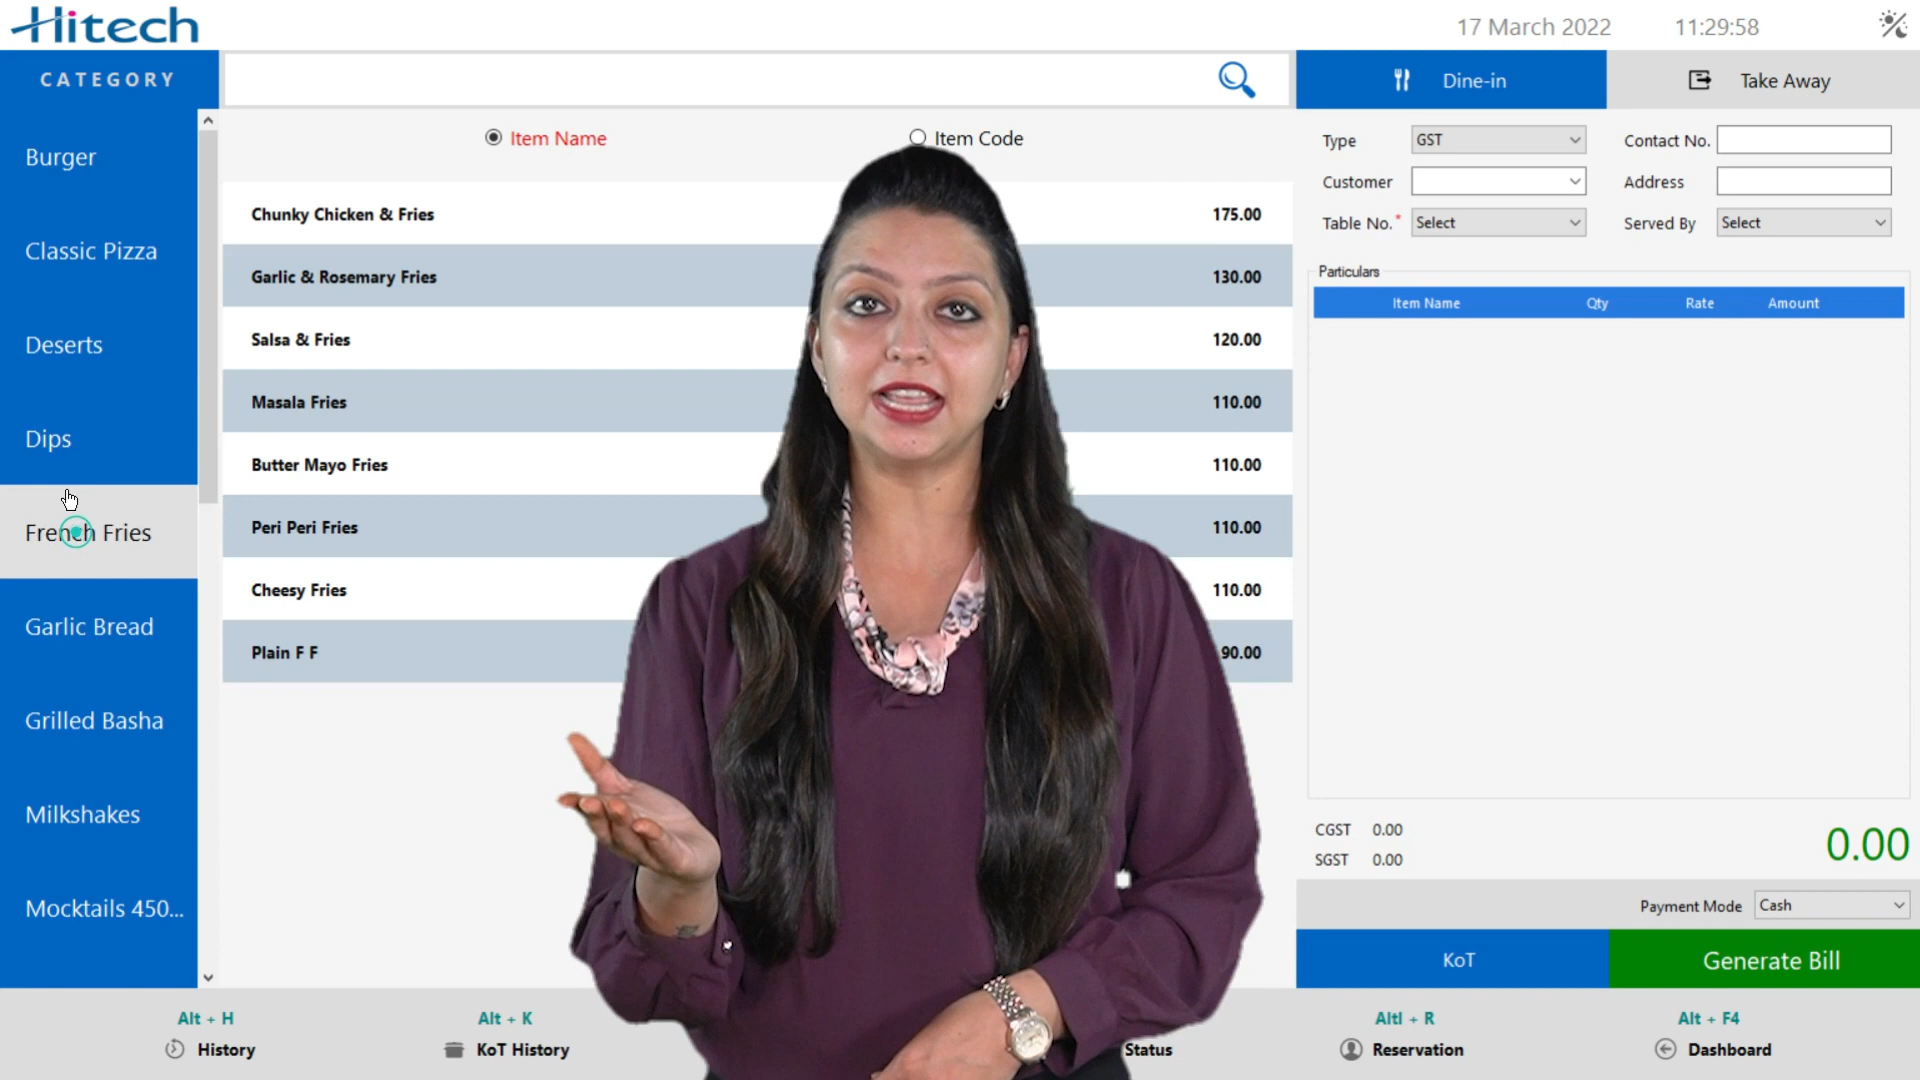 Hitech
17 March 2022 11:29:58
CATEGORY
Burger
Classic Pizza
Deserts
Dips
French Fries
Garlic Bread
Grilled Basha
Milkshakes
Mocktails 450...
Item Name Item Code
Chunky Chicken & Fries 175.00
Garlic & Rosemary Fries 130.00
Salsa & Fries 120.00
Masala Fries 110.00
Butter Mayo Fries 110.00
Peri Peri Fries 110.00
Cheesy Fries 110.00
Plain F F 90.00
Dine-in Take Away
Type GST Contact No.
Customer Address
Table No.* Select Served By Select
Particulars
Item Name Qty Rate Amount
CGST 0.00
SGST 0.00
0.00
Payment Mode Cash
KoT Generate Bill
Alt + H Alt + K Altl + R Alt + F4
History KoT History Status Reservation Dashboard